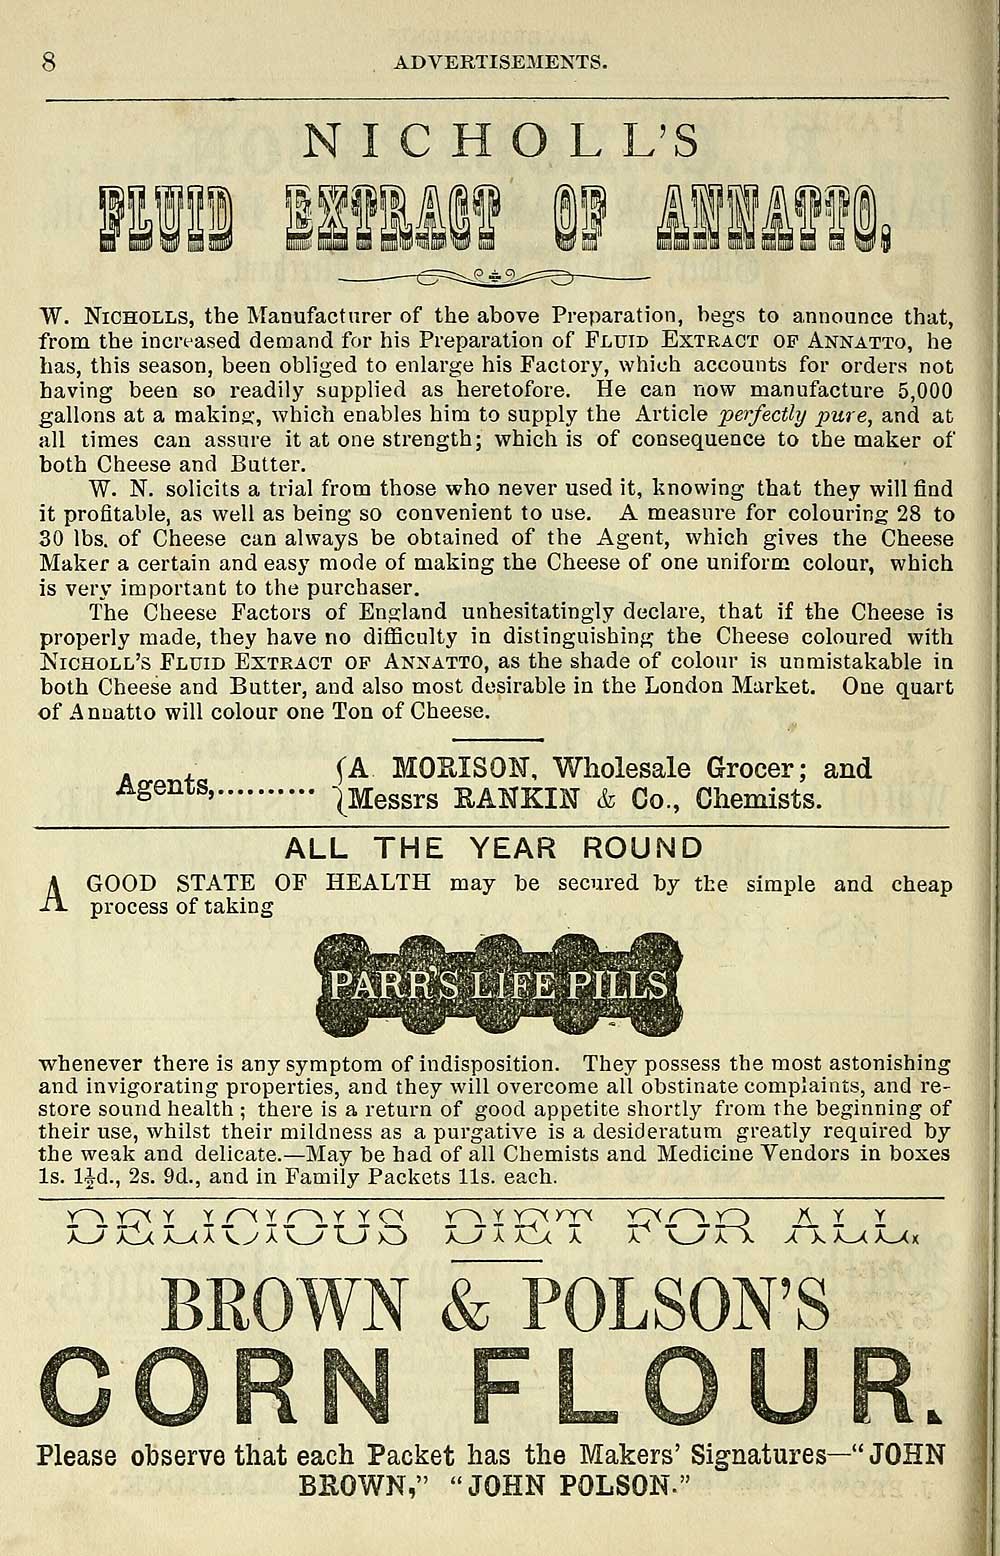 8
ADVERTISEMENTS.
NICHOLL'S
FLUID EXTRACT OF ANNATTO,
W. NICHOLLS, the Manufacturer of the above Preparation, begs to announce that,
from the increased demand for his Preparation of FLUID EXTRACT OF ANNATTO, he
has, this season, been obliged to enlarge his Factory, which accounts for orders not
having been so readily supplied as heretofore. He can now manufacture 5,000
gallons at a making, which enables him to supply the Article perfectly pure, and at
all times can assure it at one strength; which is of consequence to the maker of
both Cheese and Butter.
W. N. solicits a trial from those who never used it, knowing that they will find
it profitable, as well as being so convenient to use. A measure for colouring 28 to
30 lbs. of Cheese can always be obtained of the Agent, which gives the Cheese
Maker a certain and easy mode of making the Cheese of one uniform colour, which
is very important to the purchaser.
The Cheese Factors of England unhesitatingly declare, that if the Cheese is
properly made, they have no difficulty in distinguishing the Cheese coloured with
NICHOLL'S FLUID EXTRACT OF ANNATTO, as the shade of colour is unmistakable in
both Cheese and Butter, and also most desirable in the London Market. One quart
of Annatto will colour one Ton of Cheese.
Agents,.......... {A. MORISON, Wholesale Grocer; and
{Messrs RANKIN & Co., Chemists.
ALL THE YEAR ROUND
A GOOD STATE OF HEALTH may be secured by the simple and cheap
process of taking
PARR'S LIFE PILLS
whenever there is any symptom of indisposition. They possess the most astonishing
and invigorating properties, and they will overcome all obstinate complaints, and re-
store sound health; there is a return of good appetite shortly from the beginning of
their use, whilst their mildness as a purgative is a desideratum greatly required by
the weak and delicate.—May be had of all Chemists and Medicine Vendors in boxes
1s. 1½d., 2s. 9d., and in Family Packets 11s. each.
DELICIOUS DIET FOR ALL.
BROWN & POLSON'S
CORN FLOUR.
Please observe that each Packet has the Makers' Signatures—"JOHN
BROWN," "JOHN POLSON."